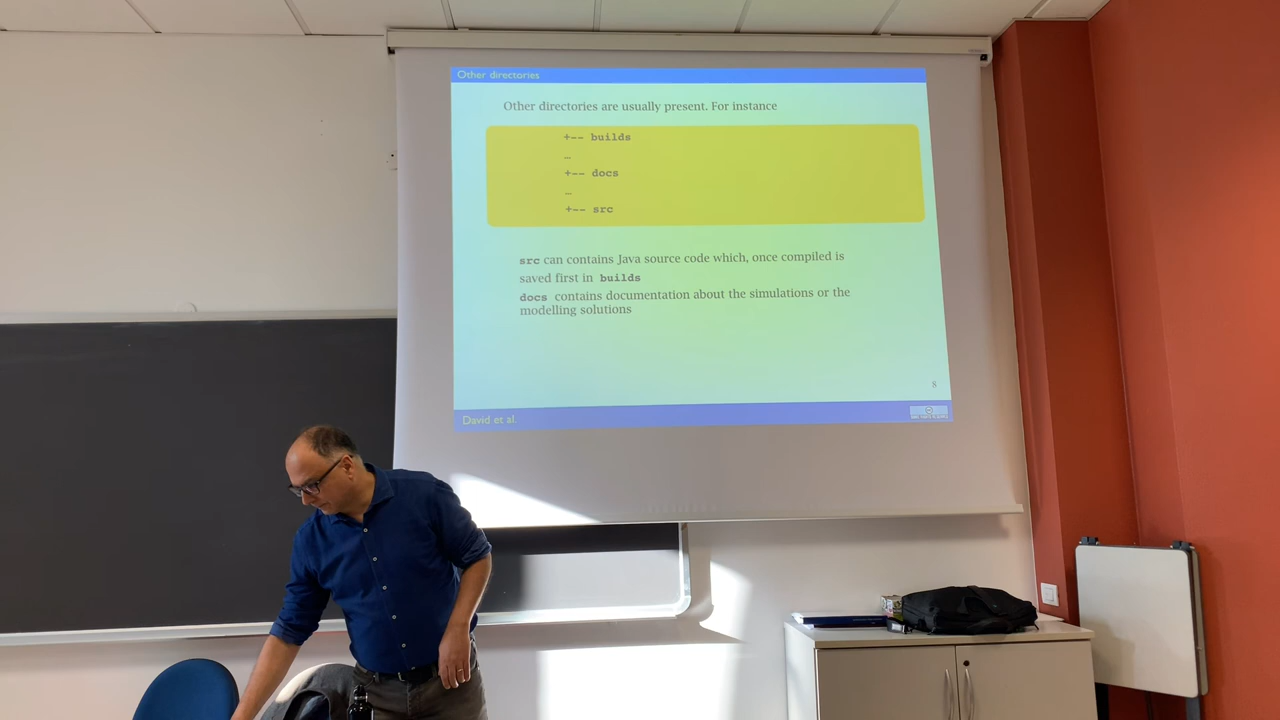 Other directories
Other directories are usually present. For instance
+-- builds
…
+-- docs
…
+-- src
src can contains Java source code which, once compiled is
saved first in builds
docs contains documentation about the simulations or the
modelling solutions
David et al.